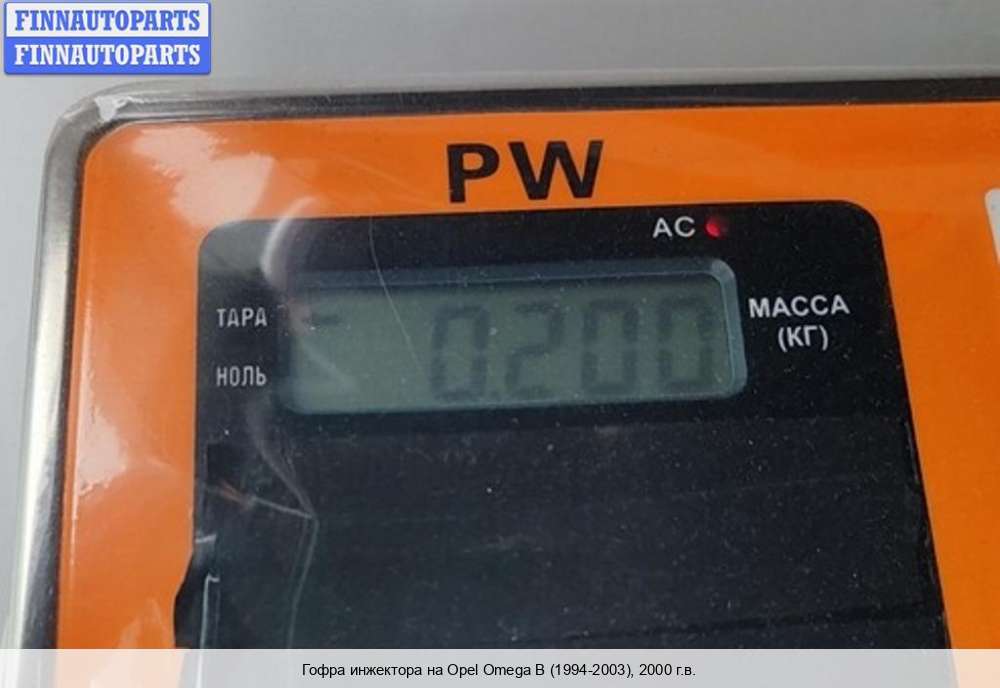 FINNAUTOPARTS
FINNAUTOPARTS
PW
AC
ТАРА
0.200
МАССА
(КГ)
НОЛЬ
Гофра инжектора на Opel Omega B (1994-2003), 2000 г.в.